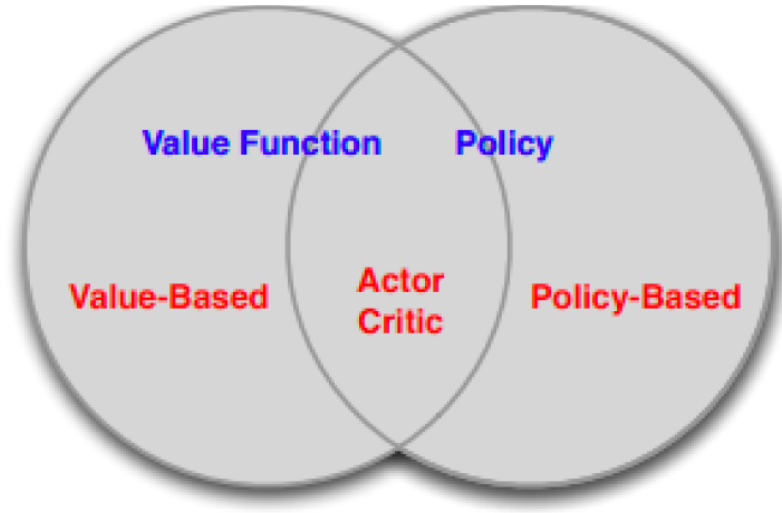 Value Function
Policy
Value-Based
Actor
Critic
Policy-Based